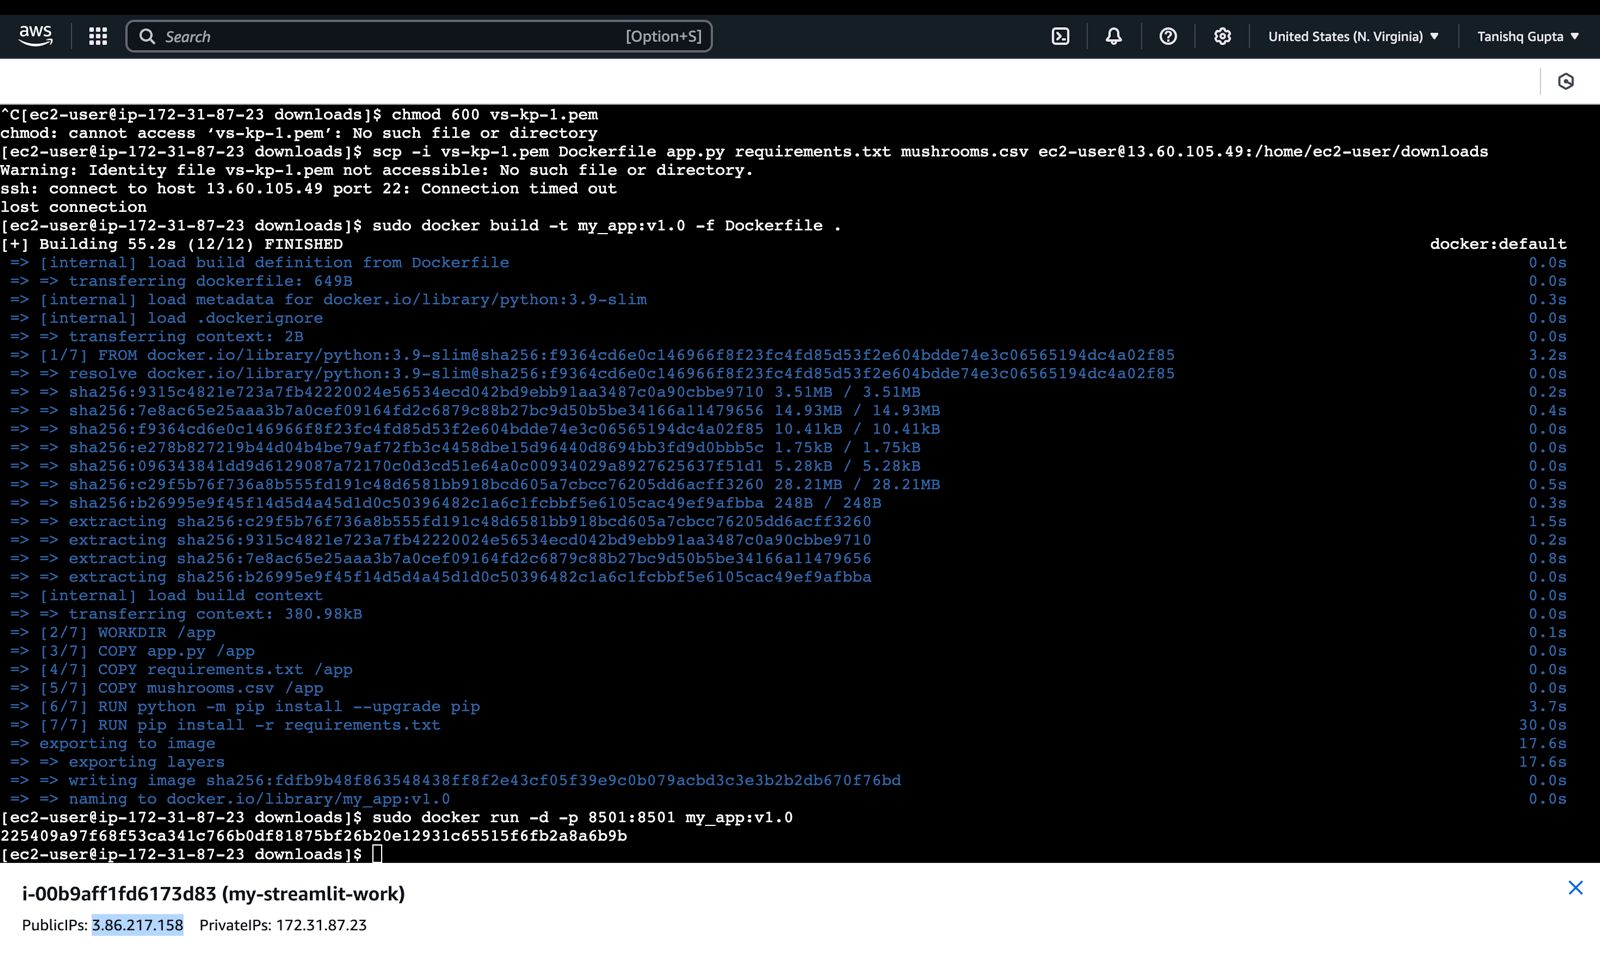 aws
Search [Option+S]
United States (N. Virginia) ▼ Tanishq Gupta ▼
^C[ec2-user@ip-172-31-87-23 downloads]$ chmod 600 vs-kp-1.pem
chmod: cannot access ‘vs-kp-1.pem’: No such file or directory
[ec2-user@ip-172-31-87-23 downloads]$ scp -i vs-kp-1.pem Dockerfile app.py requirements.txt mushrooms.csv ec2-user@13.60.105.49:/home/ec2-user/downloads
Warning: Identity file vs-kp-1.pem not accessible: No such file or directory.
ssh: connect to host 13.60.105.49 port 22: Connection timed out
lost connection
[ec2-user@ip-172-31-87-23 downloads]$ sudo docker build -t my_app:v1.0 -f Dockerfile .
[+] Building 55.2s (12/12) FINISHED docker:default
=> [internal] load build definition from Dockerfile 0.0s
=> => transferring dockerfile: 649B 0.0s
=> [internal] load metadata for docker.io/library/python:3.9-slim 0.3s
=> [internal] load .dockerignore 0.0s
=> => transferring context: 2B 0.0s
=> [1/7] FROM docker.io/library/python:3.9-slim@sha256:f9364cd6e0c146966f8f23fc4fd85d53f2e604bdde74e3c06565194dc4a02f85 3.2s
=> => resolve docker.io/library/python:3.9-slim@sha256:f9364cd6e0c146966f8f23fc4fd85d53f2e604bdde74e3c06565194dc4a02f85 0.0s
=> => sha256:9315c4821e723a7fb42220024e56534ecd042bd9ebb91aa3487c0a90cbbe9710 3.51MB / 3.51MB 0.2s
=> => sha256:7e8ac65e25aaa3b7a0cef09164fd2c6879c88b27bc9d50b5be34166a11479656 14.93MB / 14.93MB 0.4s
=> => sha256:f9364cd6e0c146966f8f23fc4fd85d53f2e604bdde74e3c06565194dc4a02f85 10.41kB / 10.41kB 0.0s
=> => sha256:e278b827219b44d04b4be79af72fb3c4458dbe15d96440d8694bb3fd9d0bbb5c 1.75kB / 1.75kB 0.0s
=> => sha256:096343841dd9d6129087a72170c0d3cd51e64a0c00934029a8927625637f51d1 5.28kB / 5.28kB 0.0s
=> => sha256:c29f5b76f736a8b555fd191c48d6581bb918bcd605a7cbcc76205dd6acff3260 28.21MB / 28.21MB 0.5s
=> => sha256:b26995e9f45f14d5d4a45d1d0c50396482c1a6c1fcbbf5e6105cac49ef9afbba 248B / 248B 0.3s
=> => extracting sha256:c29f5b76f736a8b555fd191c48d6581bb918bcd605a7cbcc76205dd6acff3260 1.5s
=> => extracting sha256:9315c4821e723a7fb42220024e56534ecd042bd9ebb91aa3487c0a90cbbe9710 0.2s
=> => extracting sha256:7e8ac65e25aaa3b7a0cef09164fd2c6879c88b27bc9d50b5be34166a11479656 0.8s
=> => extracting sha256:b26995e9f45f14d5d4a45d1d0c50396482c1a6c1fcbbf5e6105cac49ef9afbba 0.0s
=> [internal] load build context 0.0s
=> => transferring context: 380.98kB 0.0s
=> [2/7] WORKDIR /app 0.1s
=> [3/7] COPY app.py /app 0.0s
=> [4/7] COPY requirements.txt /app 0.0s
=> [5/7] COPY mushrooms.csv /app 0.0s
=> [6/7] RUN python -m pip install --upgrade pip 3.7s
=> [7/7] RUN pip install -r requirements.txt 30.0s
=> exporting to image 17.6s
=> => exporting layers 17.6s
=> => writing image sha256:fdfb9b48f863548438ff8f2e43cf05f39e9c0b079acbd3c3e3b2b2db670f76bd 0.0s
=> => naming to docker.io/library/my_app:v1.0 0.0s
[ec2-user@ip-172-31-87-23 downloads]$ sudo docker run -d -p 8501:8501 my_app:v1.0
225409a97f68f53ca341c766b0df81875bf26b20e12931c65515f6fb2a8a6b9b
[ec2-user@ip-172-31-87-23 downloads]$
i-00b9aff1fd6173d83 (my-streamlit-work)
PublicIPs: 3.86.217.158 PrivateIPs: 172.31.87.23